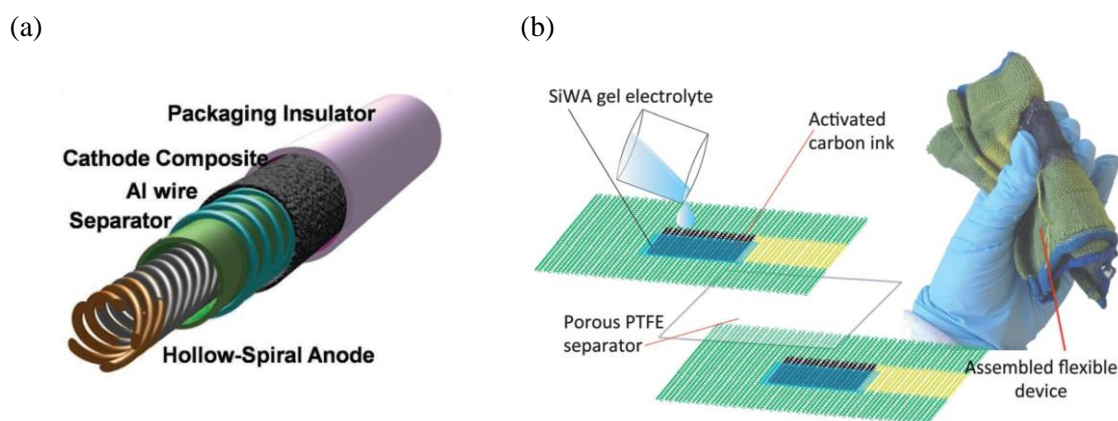 (a)
(b)
Packaging Insulator
Cathode Composite
Al wire
Separator
Hollow-Spiral Anode
SiWA gel electrolyte
Activated
carbon ink
Porous PTFE
separator
Assembled flexible
device